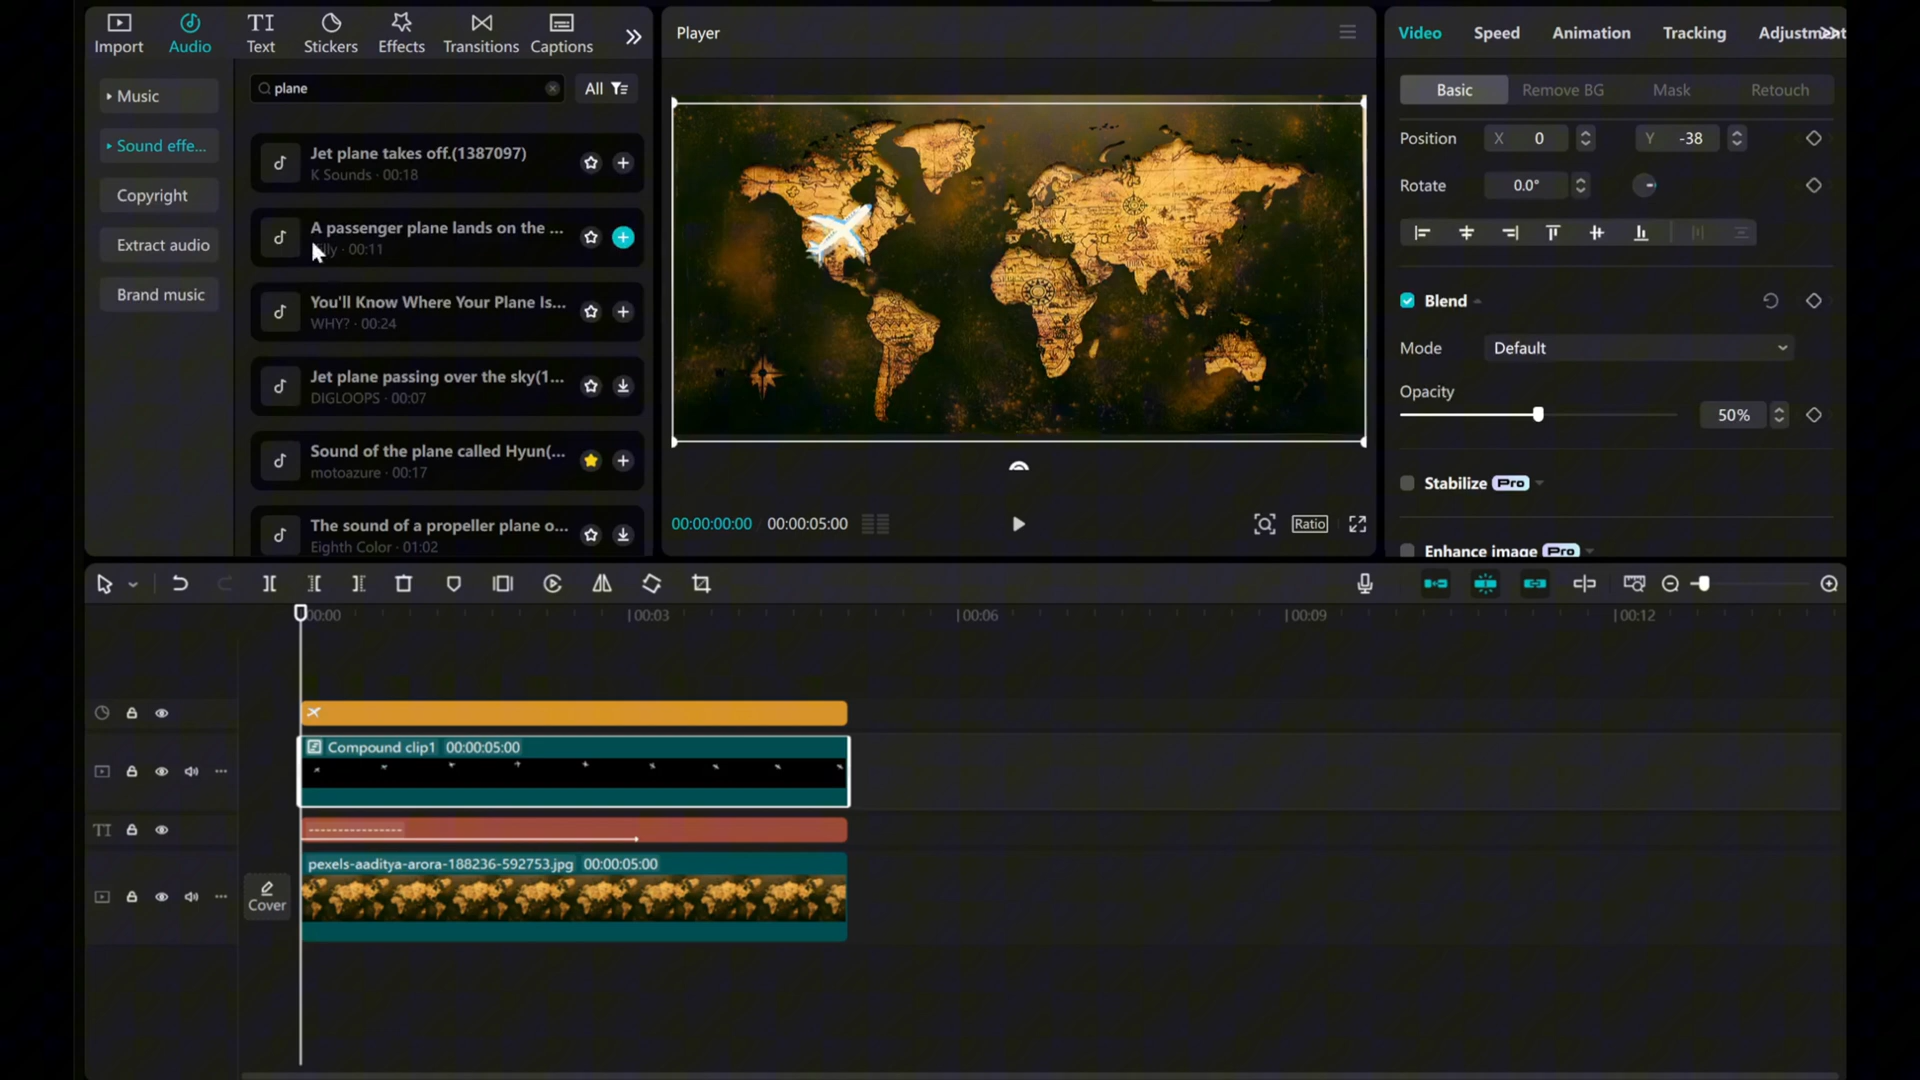 Import
Audio
TI
Text
Stickers
Effects
Transitions
Captions
Music
Sound effe...
Copyright
Extract audio
Brand music
plane
All
Jet plane takes off.(1387097)
K Sounds · 00:18
A passenger plane lands on the ...
lly · 00:11
You'll Know Where Your Plane Is...
WHY? · 00:24
Jet plane passing over the sky(1...
DIGLOOPS · 00:07
Sound of the plane called Hyun(...
motoazure · 00:17
The sound of a propeller plane o...
Eighth Color · 01:02
Player
00:00:00:00 00:00:05:00
Ratio
Video
Speed
Animation
Tracking
Adjustment
Basic
Remove BG
Mask
Retouch
Position X 0 Y -38
Rotate 0.0°
Blend
Mode Default
Opacity
50%
Stabilize Pro
Enhance image Pro
00:00
00:03
00:06
00:09
00:12
Compound clip1 00:00:05:00
TI
----------------
Cover
pexels-aaditya-arora-188236-592753.jpg 00:00:05:00